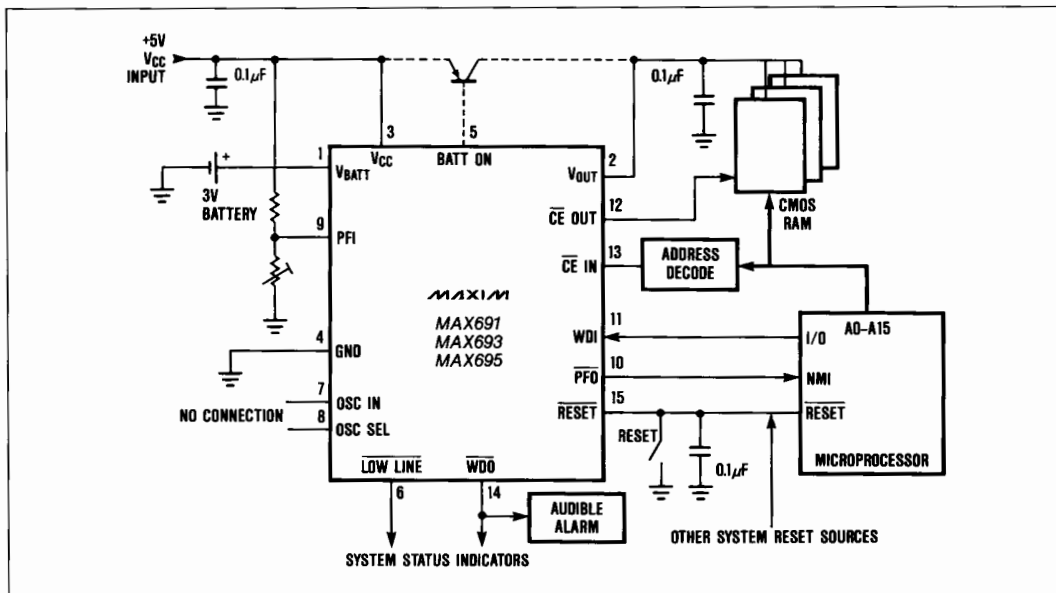 +5V
VCC
INPUT
0.1µF
0.1µF
3
5
1
VCC
BATT ON
2
VBATT
VOUT
+
3V
BATTERY
12
CE OUT
CMOS
RAM
9
PFI
13
CE IN
ADDRESS
DECODE
MAXIM
MAX691
MAX693
MAX695
11
WDI
I/O
A0–A15
4
GND
10
PFO
NMI
7
OSC IN
NO CONNECTION
8
OSC SEL
15
RESET
RESET
RESET
0.1µF
MICROPROCESSOR
LOW LINE
WDO
6
14
AUDIBLE
ALARM
SYSTEM STATUS INDICATORS
OTHER SYSTEM RESET SOURCES